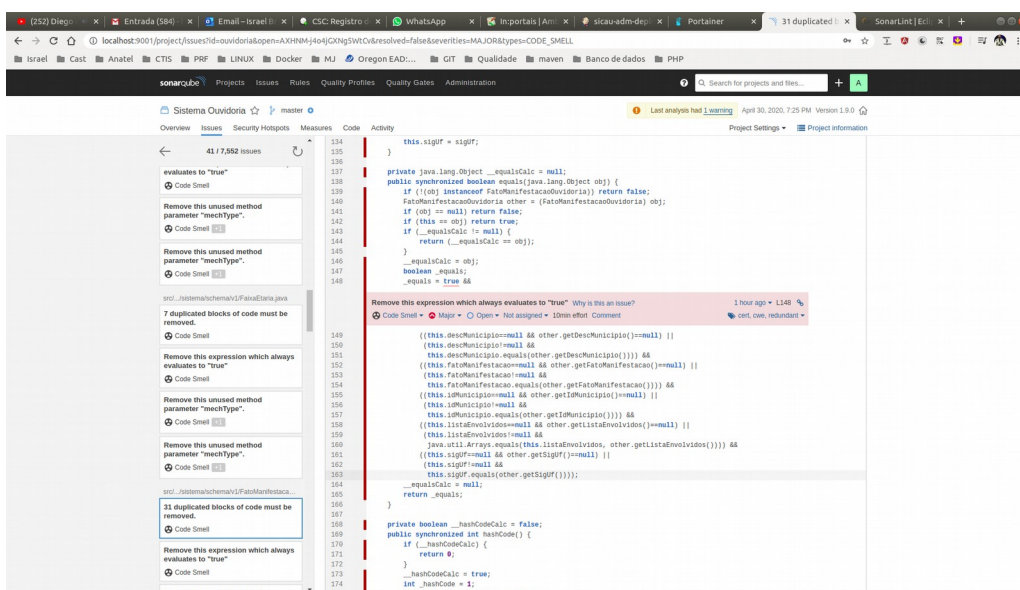 (252) Diego
Entrada (584)
Email – Israel B
CSC: Registro d
WhatsApp
In:portais | Amb
sicau-adm-depl
Portainer
31 duplicated b
SonarLint | Ecli
localhost:9001/project/issues?id=ouvidoria&open=AXHNM-j4o4jGXNg5WtCv&resolved=false&severities=MAJOR&types=CODE_SMELL
Israel Cast Anatel CTIS PRF LINUX Docker MJ Oregon EAD:... GIT Qualidade maven Banco de dados PHP
sonarqube Projects Issues Rules Quality Profiles Quality Gates Administration
Search for projects and files...
A
Sistema Ouvidoria master
Last analysis had 1 warning April 30, 2020, 7:25 PM Version 1.9.0
Overview Issues Security Hotspots Measures Code Activity
Project Settings Project Information
41 / 7,552 issues
evaluates to "true"
Code Smell
Remove this unused method
parameter "mechType".
Code Smell +1
Remove this unused method
parameter "mechType".
Code Smell +1
src/.../sistema/schema/v1/FaixaEtaria.java
7 duplicated blocks of code must be
removed.
Code Smell
Remove this expression which always
evaluates to "true"
Code Smell
Remove this unused method
parameter "mechType".
Code Smell +1
Remove this unused method
parameter "mechType".
Code Smell +1
src/.../sistema/schema/v1/FatoManifestaca...
31 duplicated blocks of code must be
removed.
Code Smell
Remove this expression which always
evaluates to "true"
Code Smell
134 this.sigUf = sigUf;
135 }
136
137 private java.lang.Object __equalsCalc = null;
138 public synchronized boolean equals(java.lang.Object obj) {
139 if (!(obj instanceof FatoManifestacaoOuvidoria)) return false;
140 FatoManifestacaoOuvidoria other = (FatoManifestacaoOuvidoria) obj;
141 if (obj == null) return false;
142 if (this == obj) return true;
143 if (__equalsCalc != null) {
144 return (__equalsCalc == obj);
145 }
146 __equalsCalc = obj;
147 boolean _equals;
148 _equals = true &&
Remove this expression which always evaluates to "true" Why is this an issue? 1 hour ago L148
Code Smell Major Open Not assigned 10min effort Comment cert, cwe, redundant
149 ((this.descMunicipio==null && other.getDescMunicipio()==null) ||
150 (this.descMunicipio!=null &&
151 this.descMunicipio.equals(other.getDescMunicipio()))) &&
152 ((this.fatoManifestacao==null && other.getFatoManifestacao()==null) ||
153 (this.fatoManifestacao!=null &&
154 this.fatoManifestacao.equals(other.getFatoManifestacao()))) &&
155 ((this.idMunicipio==null && other.getIdMunicipio()==null) ||
156 (this.idMunicipio!=null &&
157 this.idMunicipio.equals(other.getIdMunicipio()))) &&
158 ((this.listaEnvolvidos==null && other.getListaEnvolvidos()==null) ||
159 (this.listaEnvolvidos!=null &&
160 java.util.Arrays.equals(this.listaEnvolvidos, other.getListaEnvolvidos()))) &&
161 ((this.sigUf==null && other.getSigUf()==null) ||
162 (this.sigUf!=null &&
163 this.sigUf.equals(other.getSigUf())));
164 __equalsCalc = null;
165 return _equals;
166 }
167
168 private boolean __hashCodeCalc = false;
169 public synchronized int hashCode() {
170 if (__hashCodeCalc) {
171 return 0;
172 }
173 __hashCodeCalc = true;
174 int _hashCode = 1;